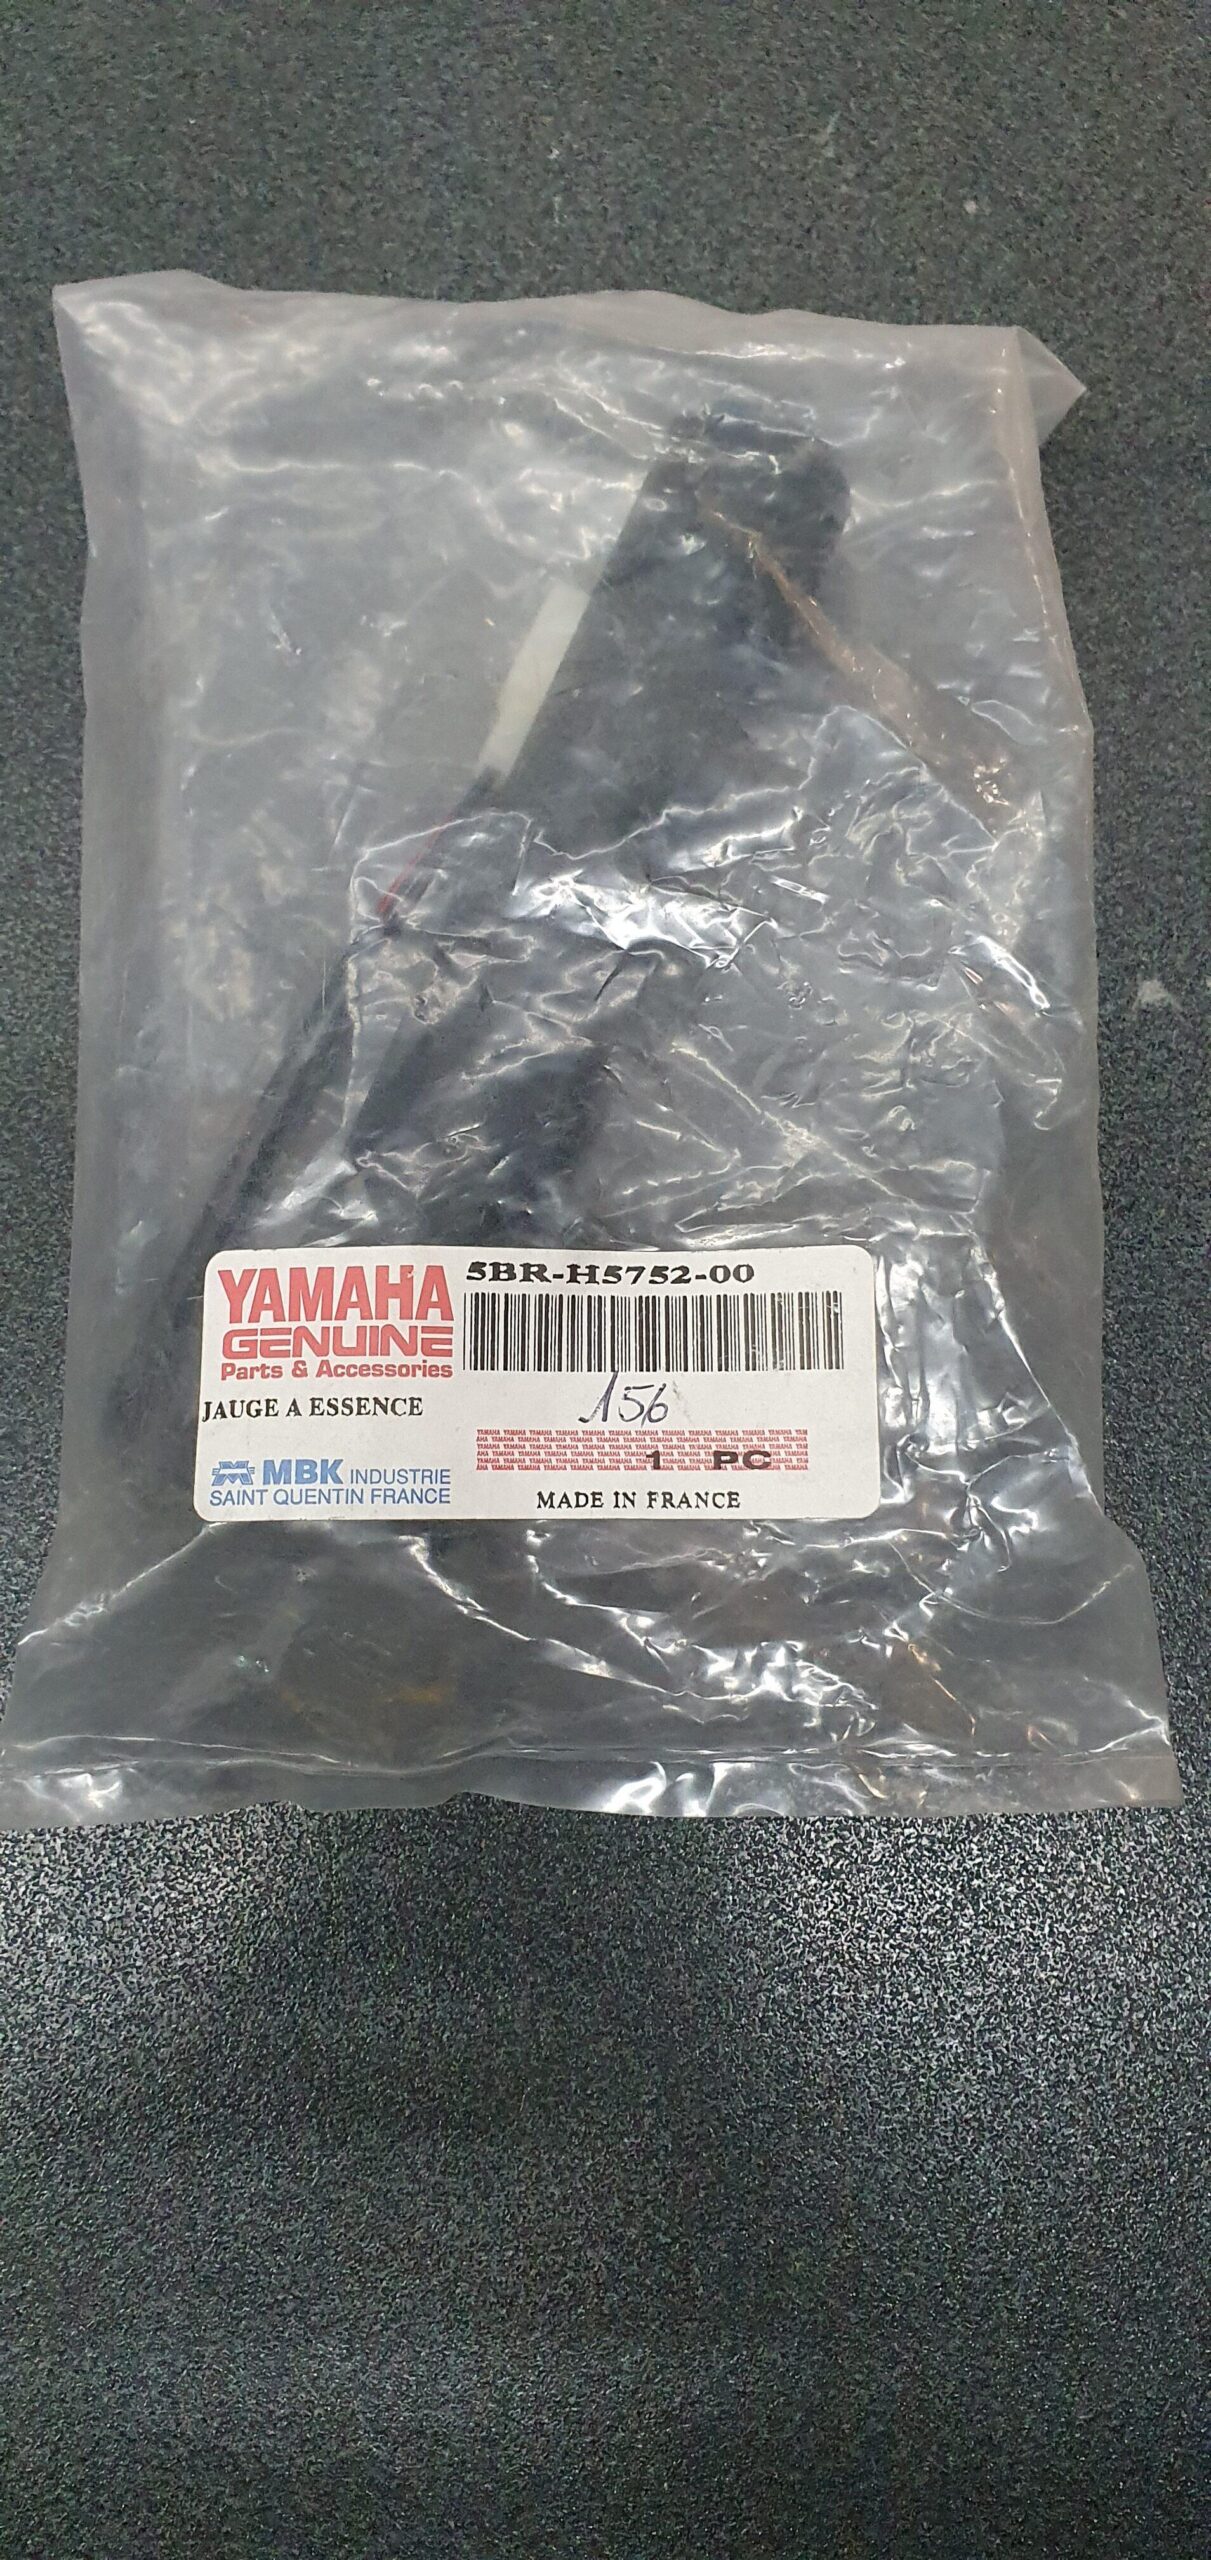 YAMAHA
GENUINE
Parts & Accessories
5BR-H5752-00
JAUGE A ESSENCE
156
1 PC
MBK INDUSTRIE
SAINT QUENTIN FRANCE
MADE IN FRANCE